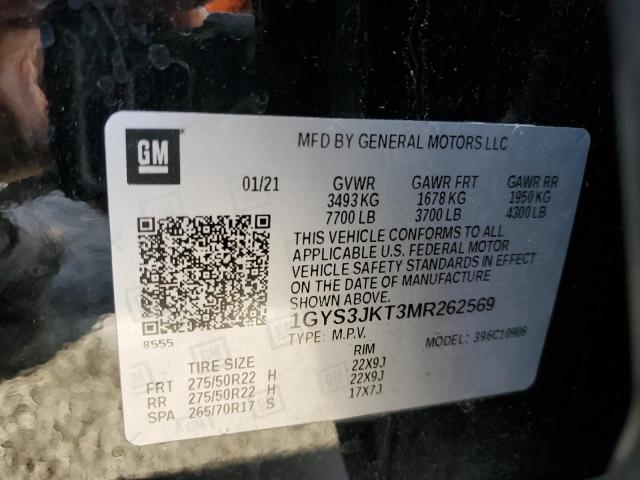 GM
MFD BY GENERAL MOTORS LLC
01/21 GVWR GAWR FRT GAWR RR
3493 KG 1678 KG 1950 KG
7700 LB 3700 LB 4300 LB
THIS VEHICLE CONFORMS TO ALL
APPLICABLE U.S. FEDERAL MOTOR
VEHICLE SAFETY STANDARDS IN EFFECT
ON THE DATE OF MANUFACTURE
SHOWN ABOVE.
1GYS3JKT3MR262569
8555
TYPE: M.P.V. MODEL: 396C10906
TIRE SIZE RIM
FRT 275/50R22 H 22X9J
RR 275/50R22 H 22X9J
SPA 265/70R17 S 17X7J